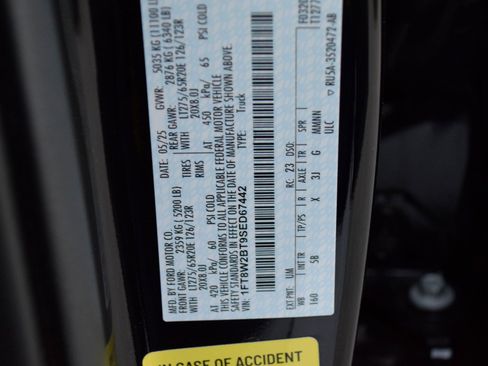 MFD. BY FORD MOTOR CO.
DATE: 05/25 GVWR: 5035 KG (11100 LB)
FRONT GAWR: 2359 KG ( 5200 LB) REAR GAWR: 2876 KG ( 6340 LB)
LT275/65R20E 126/123R TIRES WITH LT275/65R20E 126/123R
20X8.0J RIMS 20X8.0J
AT 420 kPa/ 60 PSI COLD AT 450 kPa/ 65 PSI COLD
THIS VEHICLE CONFORMS TO ALL APPLICABLE FEDERAL MOTOR VEHICLE
SAFETY STANDARDS IN EFFECT ON THE DATE OF MANUFACTURE SHOWN ABOVE.
VIN: 1FT8W2BT9SED67442 Truck
EXT PNT: UM RC: 23 DSO:
WB INT TR TP/PS R AXLE TR SPR
160 5B X 3J G MMMNN
ULC
RU5A-3520472-AB
IN CASE OF ACCIDENT